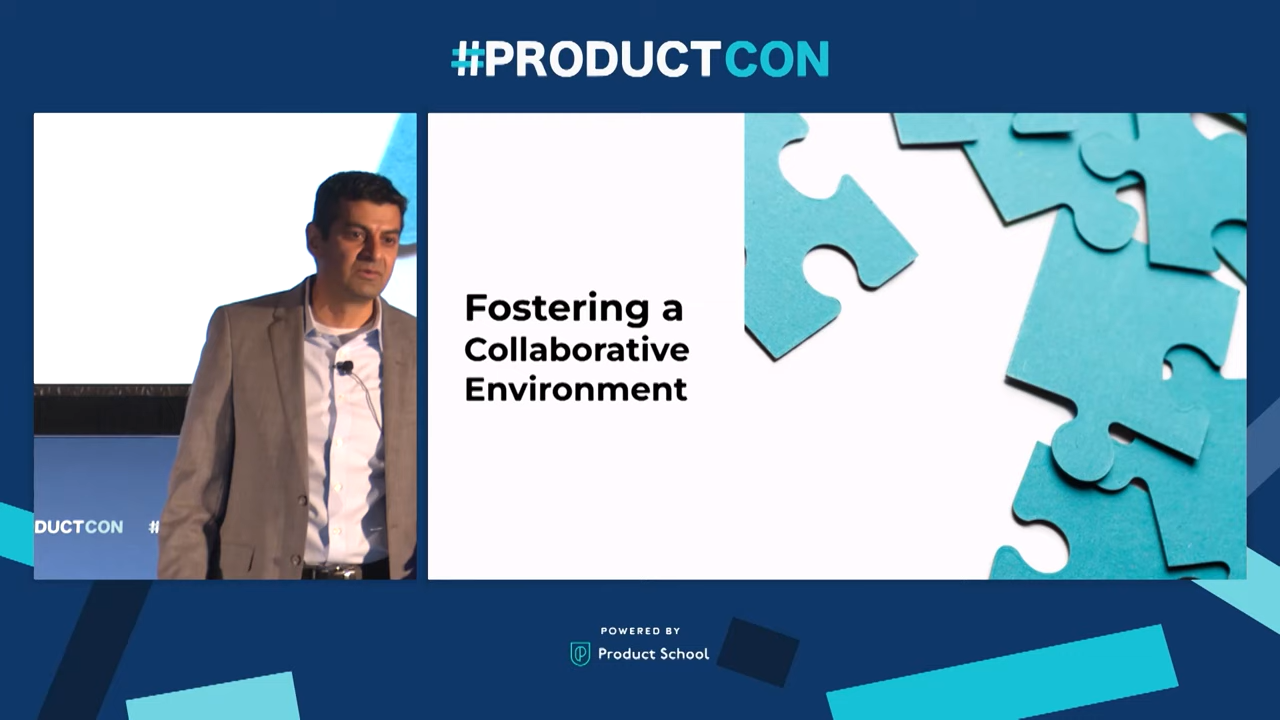 #PRODUCTCON
Fostering a
Collaborative
Environment
DUCTCON #
POWERED BY
Product School